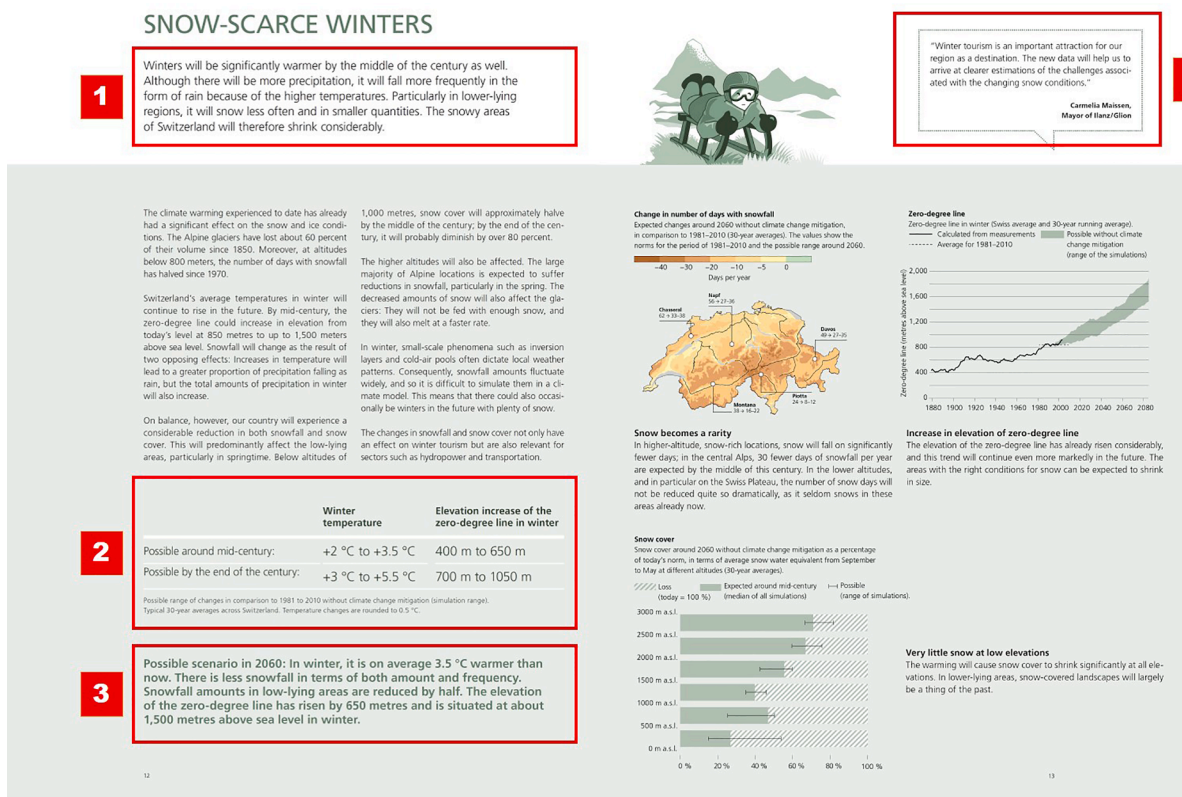 SNOW-SCARCE WINTERS
1
Winters will be significantly warmer by the middle of the century as well.
Although there will be more precipitation, it will fall more frequently in the
form of rain because of the higher temperatures. Particularly in lower-lying
regions, it will snow less often and in smaller quantities. The snowy areas
of Switzerland will therefore shrink considerably.
"Winter tourism is an important attraction for our
region as a destination. The new data will help us to
arrive at clearer estimations of the challenges associ-
ated with the changing snow conditions."
Carmelia Maissen,
Mayor of Ilanz/Glion
The climate warming experienced to date has already
had a significant effect on the snow and ice condi-
tions. The Alpine glaciers have lost about 60 percent
of their volume since 1850. Moreover, at altitudes
below 800 meters, the number of days with snowfall
has halved since 1970.
Switzerland's average temperatures in winter will
continue to rise in the future. By mid-century, the
zero-degree line could increase in elevation from
today's level at 850 metres to up to 1,500 meters
above sea level. Snowfall will change as the result of
two opposing effects: Increases in temperature will
lead to a greater proportion of precipitation falling as
rain, but the total amounts of precipitation in winter
will also increase.
On balance, however, our country will experience a
considerable reduction in both snowfall and snow
cover. This will predominantly affect the low-lying
areas, particularly in springtime. Below altitudes of
1,000 metres, snow cover will approximately halve
by the middle of the century; by the end of the cen-
tury, it will probably diminish by over 80 percent.
The higher altitudes will also be affected. The large
majority of Alpine locations is expected to suffer
reductions in snowfall, particularly in the spring. The
decreased amounts of snow will also affect the gla-
ciers: They will not be fed with enough snow, and
they will also melt at a faster rate.
In winter, small-scale phenomena such as inversion
layers and cold-air pools often dictate local weather
patterns. Consequently, snowfall amounts fluctuate
widely, and so it is difficult to simulate them in a cli-
mate model. This means that there could also occasi-
onally be winters in the future with plenty of snow.
The changes in snowfall and snow cover not only have
an effect on winter tourism but are also relevant for
sectors such as hydropower and transportation.
2
Winter
temperature
Elevation increase of the
zero-degree line in winter
Possible around mid-century: +2 °C to +3.5 °C 400 m to 650 m
Possible by the end of the century: +3 °C to +5.5 °C 700 m to 1050 m
Possible range of changes in comparison to 1981 to 2010 without climate change mitigation (simulation range).
Typical 30-year averages across Switzerland. Temperature changes are rounded to 0.5 °C.
3
Possible scenario in 2060: In winter, it is on average 3.5 °C warmer than
now. There is less snowfall in terms of both amount and frequency.
Snowfall amounts in low-lying areas are reduced by half. The elevation
of the zero-degree line has risen by 650 metres and is situated at about
1,500 metres above sea level in winter.
12
Change in number of days with snowfall
Expected changes around 2060 without climate change mitigation,
in comparison to 1981–2010 (30-year averages). The values show the
norms for the period of 1981–2010 and the possible range around 2060.
−40 −30 −20 −10 −5 0
Days per year
Napf
56 → 27–36
Chasseral
62 → 33–38
Davos
49 → 27–35
Piotta
24 → 8–12
Montana
38 → 16–22
Snow becomes a rarity
In higher-altitude, snow-rich locations, snow will fall on significantly
fewer days; in the central Alps, 30 fewer days of snowfall per year
are expected by the middle of this century. In the lower altitudes,
and in particular on the Swiss Plateau, the number of snow days will
not be reduced quite so dramatically, as it seldom snows in these
areas already now.
Zero-degree line
Zero-degree line in winter (Swiss average and 30-year running average).
Calculated from measurements
Average for 1981–2010
Possible without climate
change mitigation
(range of the simulations)
Zero-degree line (metres above sea level)
2,000
1,600
1,200
800
400
0
1880 1900 1920 1940 1960 1980 2000 2020 2040 2060 2080
Increase in elevation of zero-degree line
The elevation of the zero-degree line has already risen considerably,
and this trend will continue even more markedly in the future. The
areas with the right conditions for snow can be expected to shrink
in size.
Snow cover
Snow cover around 2060 without climate change mitigation as a percentage
of today's norm, in terms of average snow water equivalent from September
to May at different altitudes (30-year averages).
Loss
(today = 100 %)
Expected around mid-century
(median of all simulations)
Possible
(range of simulations).
3000 m a.s.l.
2500 m a.s.l.
2000 m a.s.l.
1500 m a.s.l.
1000 m a.s.l.
500 m a.s.l.
0 m a.s.l.
0 % 20 % 40 % 60 % 80 % 100 %
Very little snow at low elevations
The warming will cause snow cover to shrink significantly at all ele-
vations. In lower-lying areas, snow-covered landscapes will largely
be a thing of the past.
13